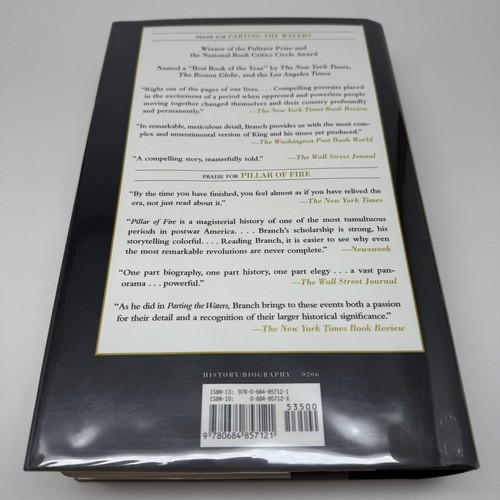 PRAISE FOR PARTING THE WATERS
Winner of the Pulitzer Prize and
the National Book Critics Circle Award
Named a "Best Book of the Year" by The New York Times,
The Boston Globe, and the Los Angeles Times
"Right out of the pages of our lives. . . . Compelling portraits placed
in the excitement of a period when oppressed and powerless people
moving together changed themselves and their country profoundly
and permanently."
—The New York Times Book Review
"In remarkable, meticulous detail, Branch provides us with the most com-
plex and unsentimental version of King and his times yet produced."
—The Washington Post Book World
"A compelling story, masterfully told." —The Wall Street Journal
PRAISE FOR PILLAR OF FIRE
"By the time you have finished, you feel almost as if you have relived the
era, not just read about it." —The New York Times
"Pillar of Fire is a magisterial history of one of the most tumultuous
periods in postwar America. . . . Branch's scholarship is strong, his
storytelling colorful. . . . Reading Branch, it is easier to see why even
the most remarkable revolutions are never complete." —Newsweek
"One part biography, one part history, one part elegy . . . a vast pan-
orama . . . powerful." —The Wall Street Journal
"As he did in Parting the Waters, Branch brings to these events both a passion
for their detail and a recognition of their larger historical significance."
—The New York Times Book Review
HISTORY/BIOGRAPHY 0206
ISBN-13: 978-0-684-85712-1
ISBN-10: 0-684-85712-X
53500
9 780684 857121